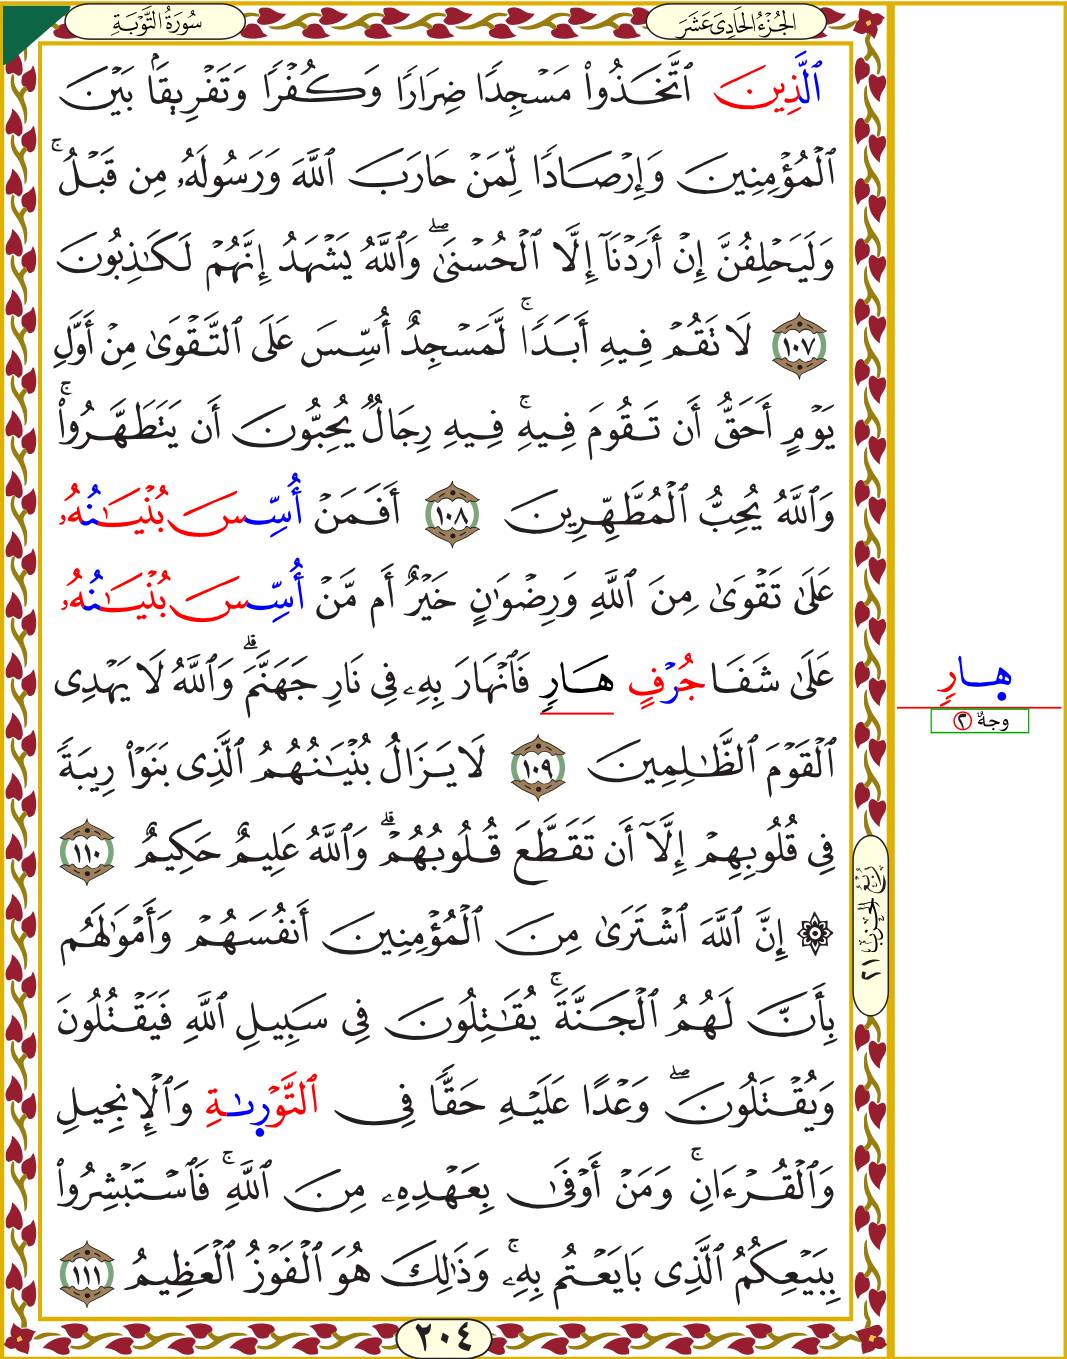 سُورَةُ التَّوْبَةِ
الجُزْءُ الحَادِىَ عَشَرَ
ٱلَّذِينَ ٱتَّخَذُوا۟ مَسْجِدًا ضِرَارًا وَكُفْرًا وَتَفْرِيقًۢا بَيْنَ
ٱلْمُؤْمِنِينَ وَإِرْصَادًا لِّمَنْ حَارَبَ ٱللَّهَ وَرَسُولَهُۥ مِن قَبْلُ ۚ
وَلَيَحْلِفُنَّ إِنْ أَرَدْنَآ إِلَّا ٱلْحُسْنَىٰ ۖ وَٱللَّهُ يَشْهَدُ إِنَّهُمْ لَكَـٰذِبُونَ
١٠٧ لَا تَقُمْ فِيهِ أَبَدًا ۚ لَّمَسْجِدٌ أُسِّسَ عَلَى ٱلتَّقْوَىٰ مِنْ أَوَّلِ
يَوْمٍ أَحَقُّ أَن تَقُومَ فِيهِ ۚ فِيهِ رِجَالٌ يُحِبُّونَ أَن يَتَطَهَّرُوا۟ ۚ
وَٱللَّهُ يُحِبُّ ٱلْمُطَّهِّرِينَ ١٠٨ أَفَمَنْ أُسِّسَ بُنْيَـٰنُهُۥ
عَلَىٰ تَقْوَىٰ مِنَ ٱللَّهِ وَرِضْوَٰنٍ خَيْرٌ أَم مَّنْ أُسِّسَ بُنْيَـٰنُهُۥ
عَلَىٰ شَفَا جُرُفٍ هَارٍ فَٱنْهَارَ بِهِۦ فِى نَارِ جَهَنَّمَ ۗ وَٱللَّهُ لَا يَهْدِى
هارٍ
وجهٌ ٢
ٱلْقَوْمَ ٱلظَّـٰلِمِينَ ١٠٩ لَا يَزَالُ بُنْيَـٰنُهُمُ ٱلَّذِى بَنَوْا۟ رِيبَةً
فِى قُلُوبِهِمْ إِلَّآ أَن تَقَطَّعَ قُلُوبُهُمْ ۗ وَٱللَّهُ عَلِيمٌ حَكِيمٌ ١١٠
۞ إِنَّ ٱللَّهَ ٱشْتَرَىٰ مِنَ ٱلْمُؤْمِنِينَ أَنفُسَهُمْ وَأَمْوَٰلَهُم
بِأَنَّ لَهُمُ ٱلْجَنَّةَ ۚ يُقَـٰتِلُونَ فِى سَبِيلِ ٱللَّهِ فَيَقْتُلُونَ
وَيُقْتَلُونَ ۖ وَعْدًا عَلَيْهِ حَقًّا فِى ٱلتَّوْرِىٰةِ وَٱلْإِنجِيلِ
وَٱلْقُرْءَانِ ۚ وَمَنْ أَوْفَىٰ بِعَهْدِهِۦ مِنَ ٱللَّهِ ۚ فَٱسْتَبْشِرُوا۟
بِبَيْعِكُمُ ٱلَّذِى بَايَعْتُم بِهِۦ ۚ وَذَٰلِكَ هُوَ ٱلْفَوْزُ ٱلْعَظِيمُ ١١١
رُبْعُ الحِزْبِ ٢١
٢٠٤